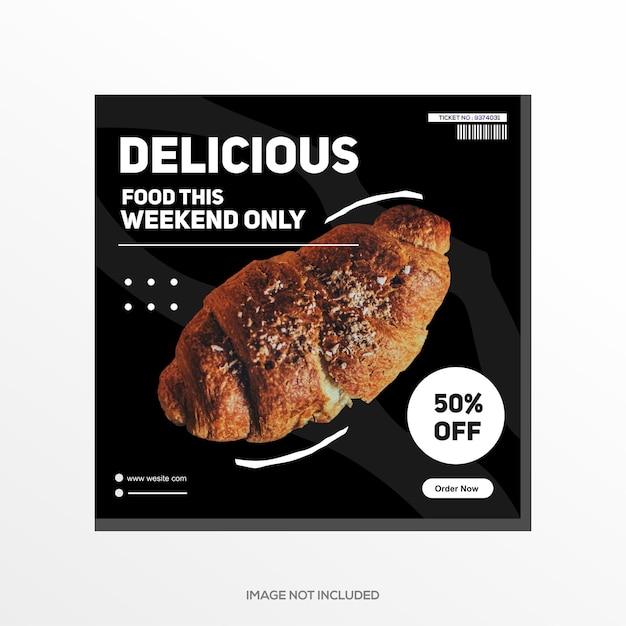 TICKET NO : 9374031
DELICIOUS
FOOD THIS
WEEKEND ONLY
50%
OFF
www wesite com
Order Now
IMAGE NOT INCLUDED